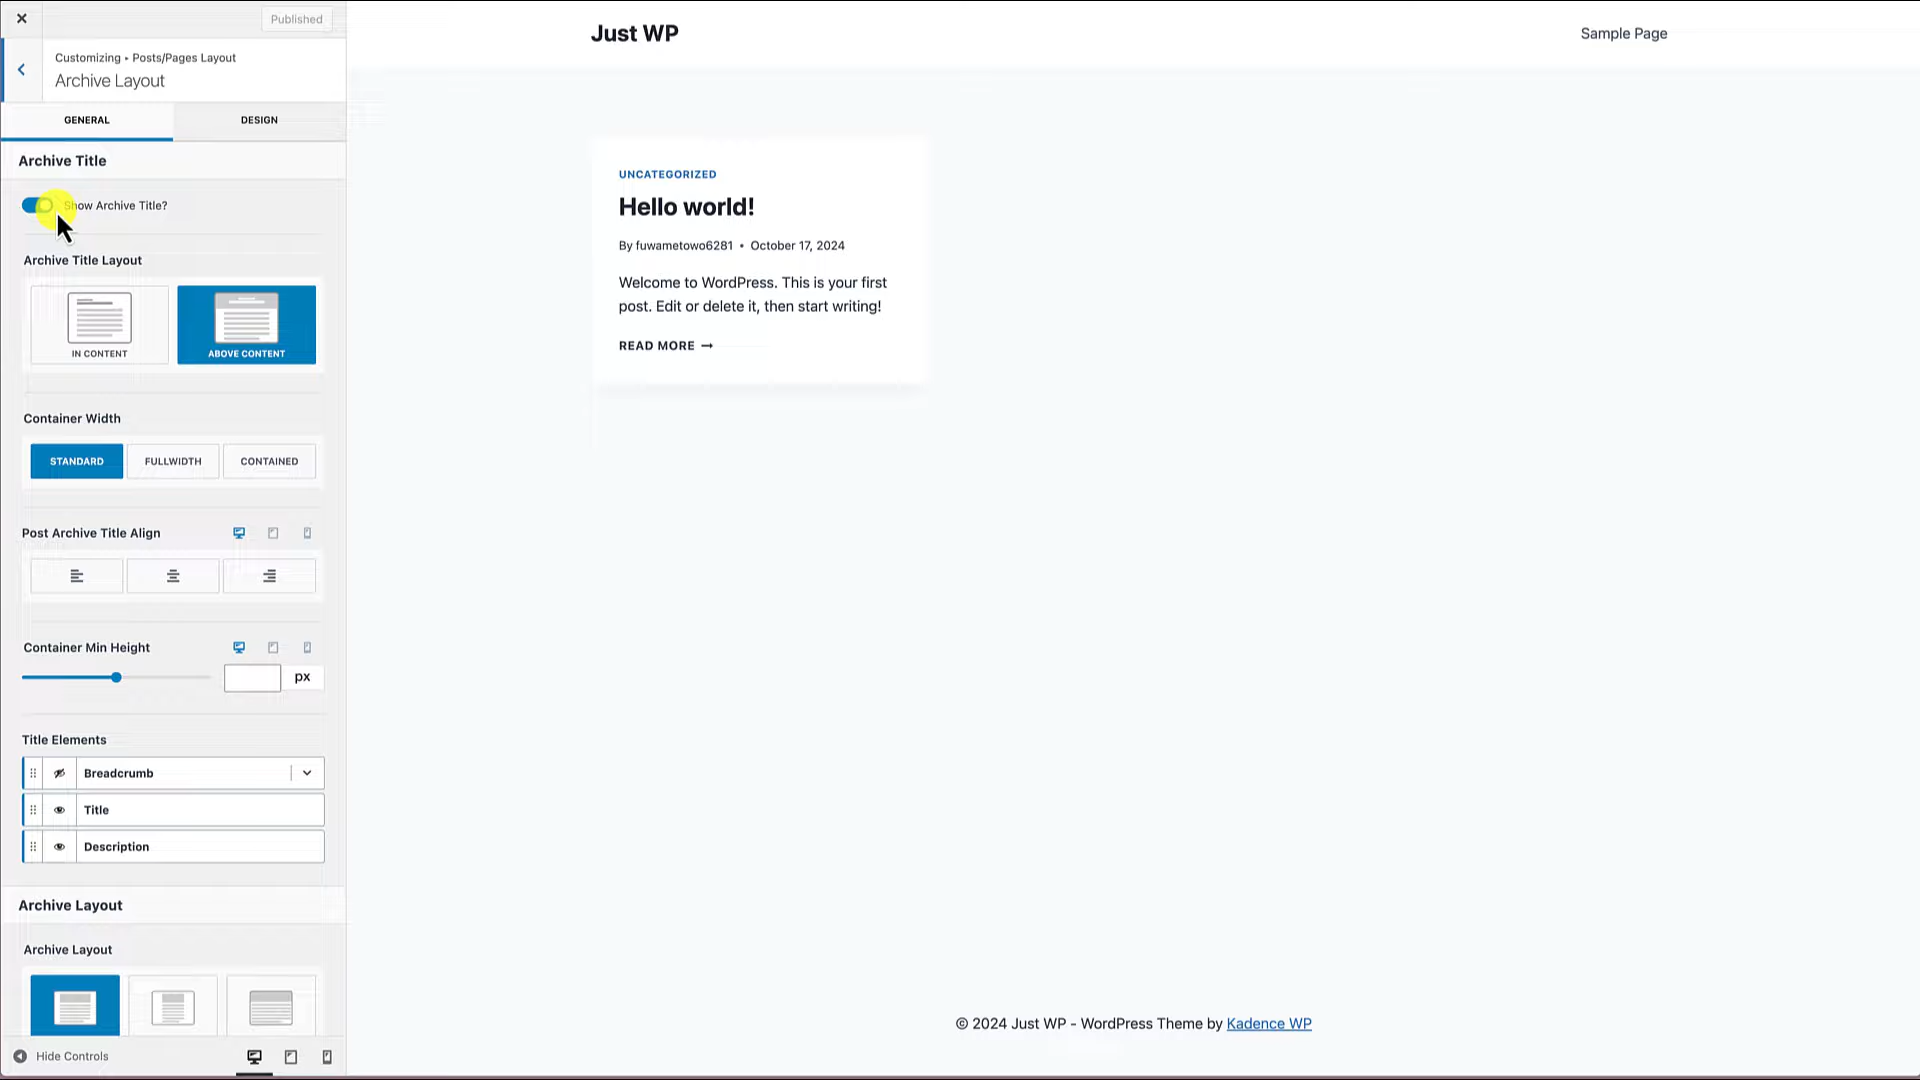 Published
Customizing ▸ Posts/Pages Layout
Archive Layout
GENERAL
DESIGN
Archive Title
Show Archive Title?
Archive Title Layout
IN CONTENT
ABOVE CONTENT
Container Width
STANDARD
FULLWIDTH
CONTAINED
Post Archive Title Align
Container Min Height
px
Title Elements
Breadcrumb
Title
Description
Archive Layout
Archive Layout
Hide Controls
Just WP
Sample Page
UNCATEGORIZED
Hello world!
By fuwametowo6281 • October 17, 2024
Welcome to WordPress. This is your first
post. Edit or delete it, then start writing!
READ MORE →
© 2024 Just WP - WordPress Theme by Kadence WP